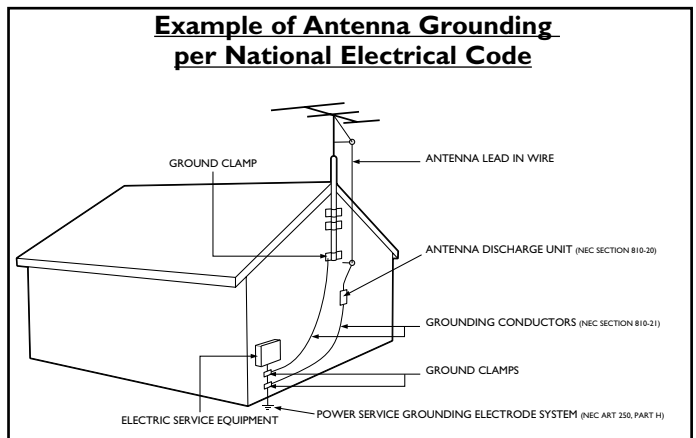 Example of Antenna Grounding
per National Electrical Code
GROUND CLAMP
ANTENNA LEAD IN WIRE
ANTENNA DISCHARGE UNIT (NEC SECTION 810-20)
GROUNDING CONDUCTORS (NEC SECTION 810-21)
GROUND CLAMPS
POWER SERVICE GROUNDING ELECTRODE SYSTEM (NEC ART 250, PART H)
ELECTRIC SERVICE EQUIPMENT